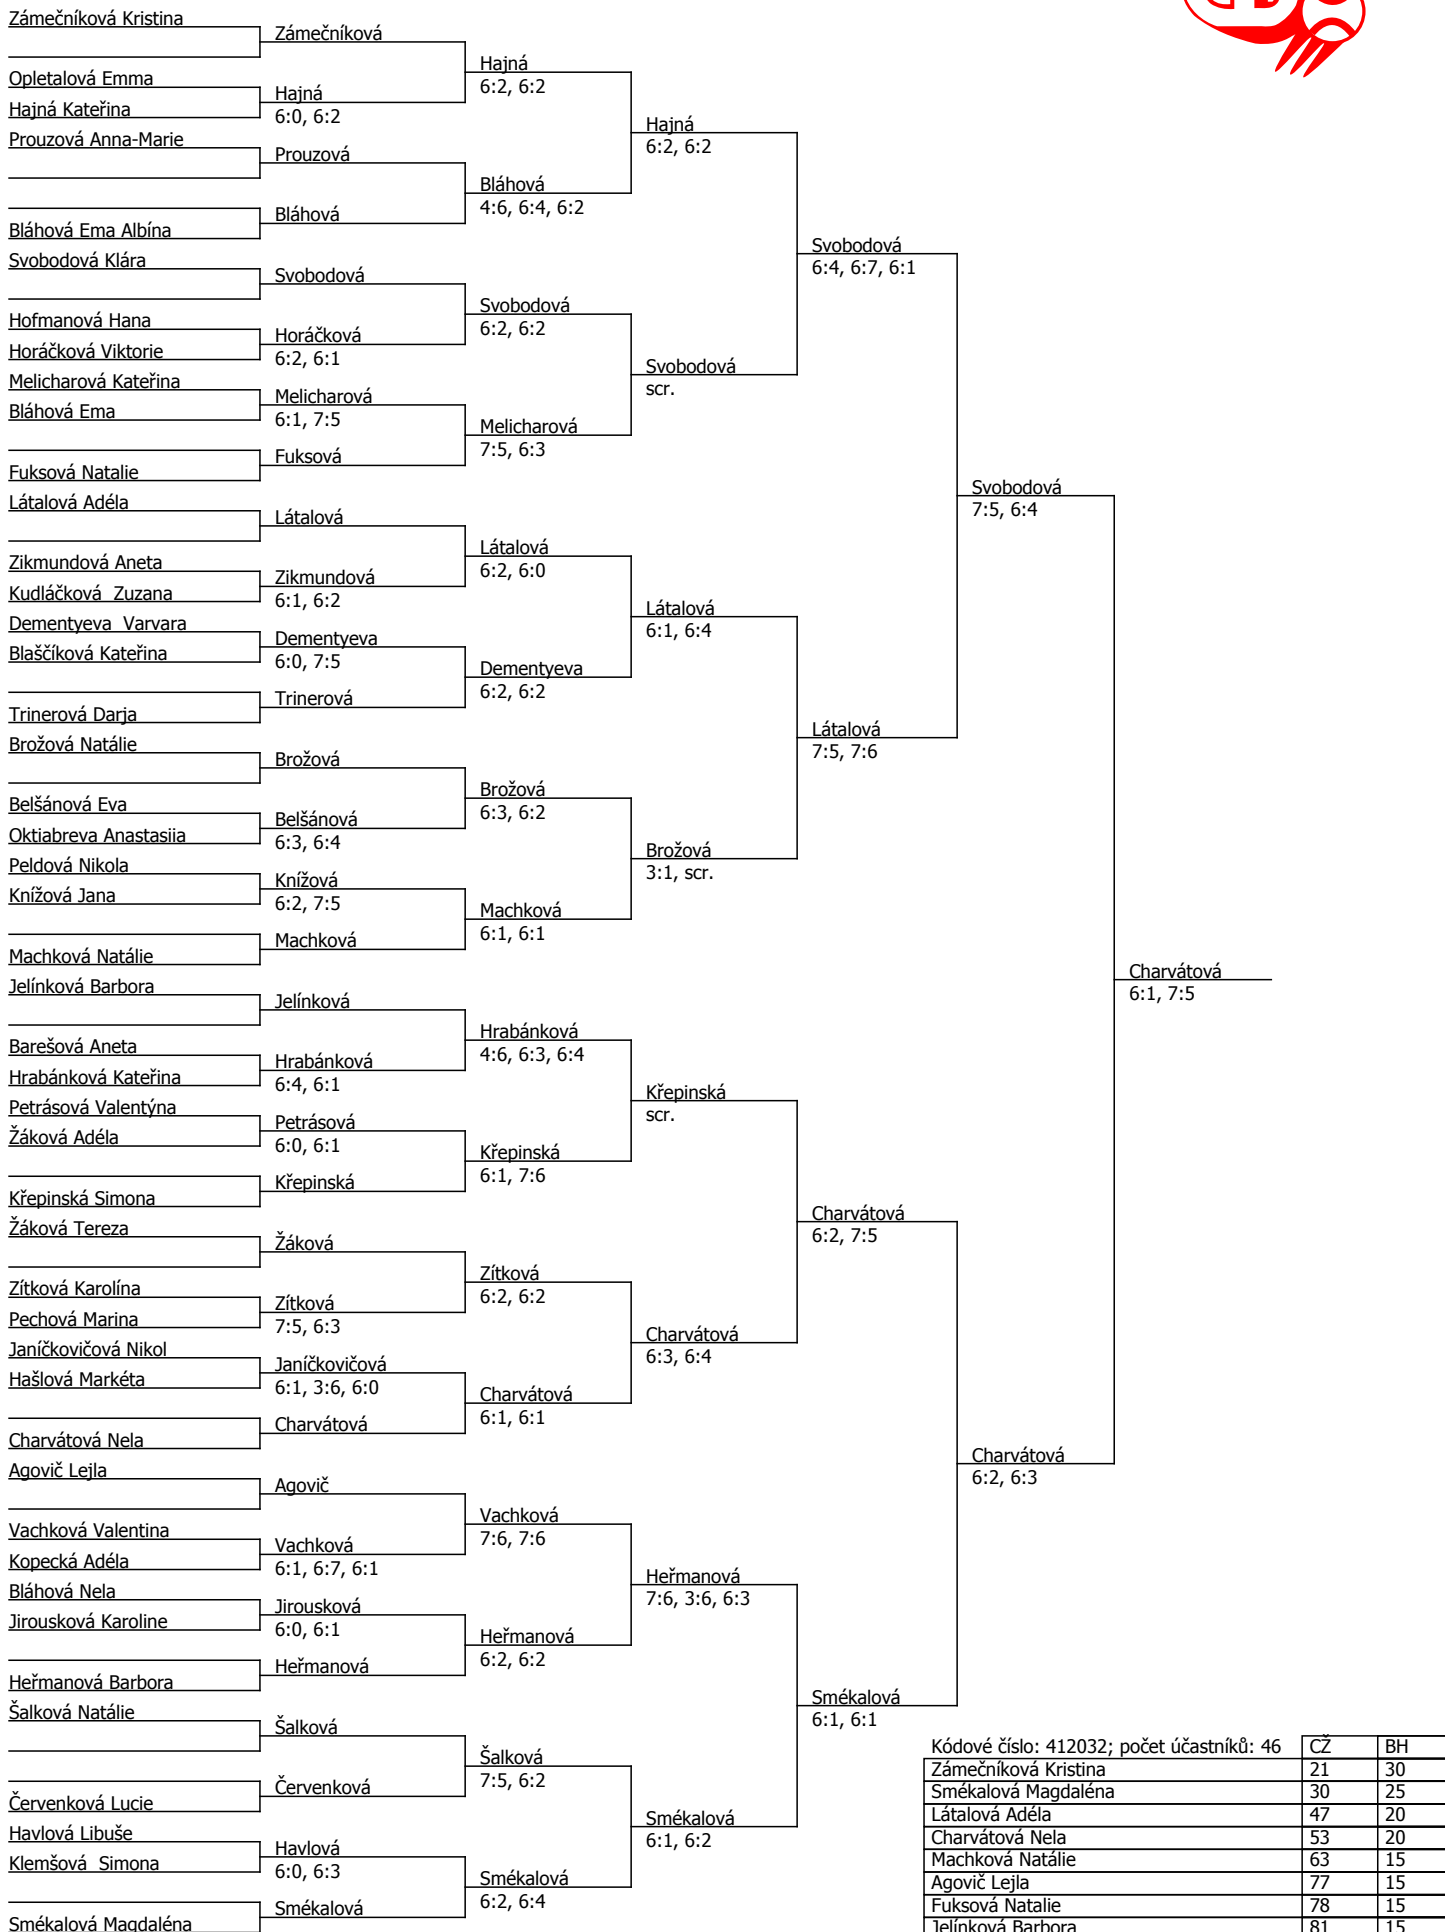 Zámečníková Kristina
Opletalová Emma
Hajná Kateřina
Prouzová Anna-Marie
Bláhová Ema Albína
Svobodová Klára
Hofmanová Hana
Horáčková Viktorie
Melicharová Kateřina
Bláhová Ema
Fuksová Natalie
Látalová Adéla
Zikmundová Aneta
Kudláčková  Zuzana
Dementyeva  Varvara
Blaščíková Kateřina
Trinerová Darja
Brožová Natálie
Belšánová Eva
Oktiabreva Anastasiia
Peldová Nikola
Knížová Jana
Machková Natálie
Jelínková Barbora
Barešová Aneta
Hrabánková Kateřina
Petrásová Valentýna
Žáková Adéla
Křepinská Simona
Žáková Tereza
Zítková Karolína
Pechová Marina
Janíčkovičová Nikol
Hašlová Markéta
Charvátová Nela
Agovič Lejla
Vachková Valentina
Kopecká Adéla
Bláhová Nela
Jirousková Karoline
Heřmanová Barbora
Šalková Natálie
Červenková Lucie
Havlová Libuše
Klemšová  Simona
Smékalová Magdaléna
Zámečníková
Hajná
6:0, 6:2
Prouzová
Bláhová
Svobodová
Horáčková
6:2, 6:1
Melicharová
6:1, 7:5
Fuksová
Látalová
Zikmundová
6:1, 6:2
Dementyeva
6:0, 7:5
Trinerová
Brožová
Belšánová
6:3, 6:4
Knížová
6:2, 7:5
Machková
Jelínková
Hrabánková
6:4, 6:1
Petrásová
6:0, 6:1
Křepinská
Žáková
Zítková
7:5, 6:3
Janíčkovičová
6:1, 3:6, 6:0
Charvátová
Agovič
Vachková
6:1, 6:7, 6:1
Jirousková
6:0, 6:1
Heřmanová
Šalková
Červenková
Havlová
6:0, 6:3
Smékalová
Hajná
6:2, 6:2
Bláhová
4:6, 6:4, 6:2
Svobodová
6:2, 6:2
Melicharová
7:5, 6:3
Látalová
6:2, 6:0
Dementyeva
6:2, 6:2
Brožová
6:3, 6:2
Machková
6:1, 6:1
Hrabánková
4:6, 6:3, 6:4
Křepinská
6:1, 7:6
Zítková
6:2, 6:2
Charvátová
6:1, 6:1
Vachková
7:6, 7:6
Heřmanová
6:2, 6:2
Šalková
7:5, 6:2
Smékalová
6:2, 6:4
Hajná
6:2, 6:2
Svobodová
scr.
Látalová
6:1, 6:4
Brožová
3:1, scr.
Křepinská
scr.
Charvátová
6:3, 6:4
Heřmanová
7:6, 3:6, 6:3
Smékalová
6:1, 6:2
Svobodová
6:4, 6:7, 6:1
Látalová
7:5, 7:6
Charvátová
6:2, 7:5
Smékalová
6:1, 6:1
Svobodová
7:5, 6:4
Charvátová
6:2, 6:3
Charvátová
6:1, 7:5
Kódové číslo: 412032; počet účastníků: 46 CŽ BH
Zámečníková Kristina 21 30
Smékalová Magdaléna 30 25
Látalová Adéla 47 20
Charvátová Nela 53 20
Machková Natálie 63 15
Agovič Lejla 77 15
Fuksová Natalie 78 15
Jelínková Barbora 81 15